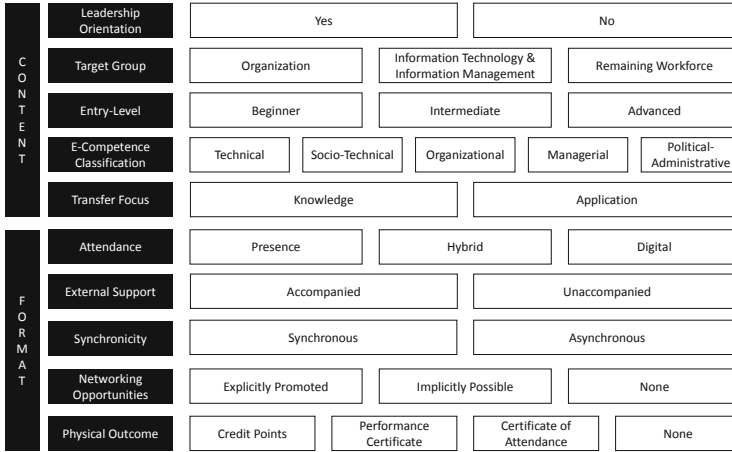 CONTENT
Leadership
Orientation
Yes
No
Target Group
Organization
Information Technology &
Information Management
Remaining Workforce
Entry-Level
Beginner
Intermediate
Advanced
E-Competence
Classification
Technical
Socio-Technical
Organizational
Managerial
Political-
Administrative
Transfer Focus
Knowledge
Application
FORMAT
Attendance
Presence
Hybrid
Digital
External Support
Accompanied
Unaccompanied
Synchronicity
Synchronous
Asynchronous
Networking
Opportunities
Explicitly Promoted
Implicitly Possible
None
Physical Outcome
Credit Points
Performance
Certificate
Certificate of
Attendance
None